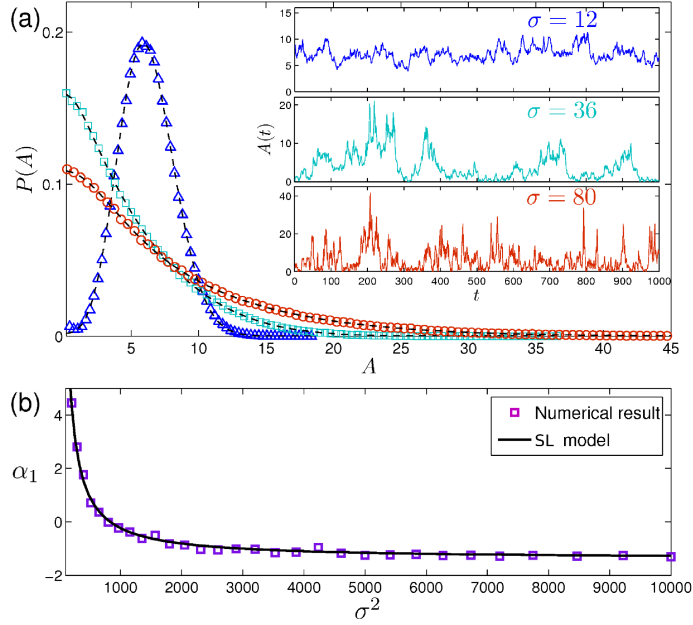 (a)
0.2
0.1
0
P(A)
5 10 15 20 25 30 35 40 45
A
15
10
5
0
σ = 12
20
10
0
A(t)
σ = 36
40
20
0
σ = 80
0 100 200 300 400 500 600 700 800 900 1000
t
(b)
4
2
0
−2
α1
Numerical result
SL model
1000 2000 3000 4000 5000 6000 7000 8000 9000 10000
σ²